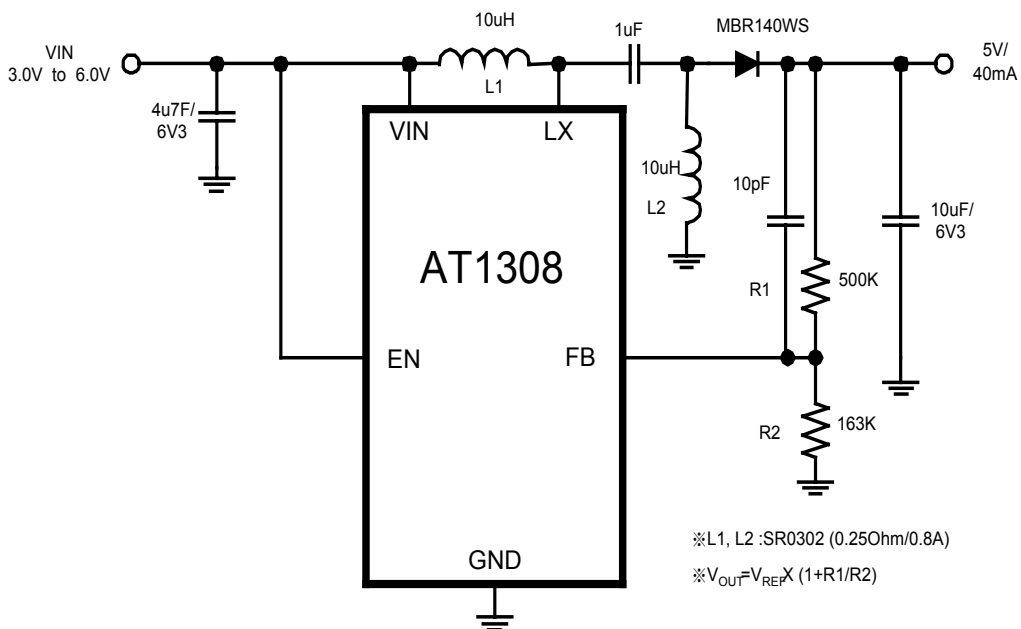 10uH
1uF
MBR140WS
VIN
3.0V to 6.0V
5V/
40mA
L1
4u7F/
6V3
VIN
LX
10uH
L2
10pF
10uF/
6V3
AT1308
R1
500K
EN
FB
R2
163K
GND
※L1, L2 :SR0302 (0.25Ohm/0.8A)
※VOUT=VREFX (1+R1/R2)